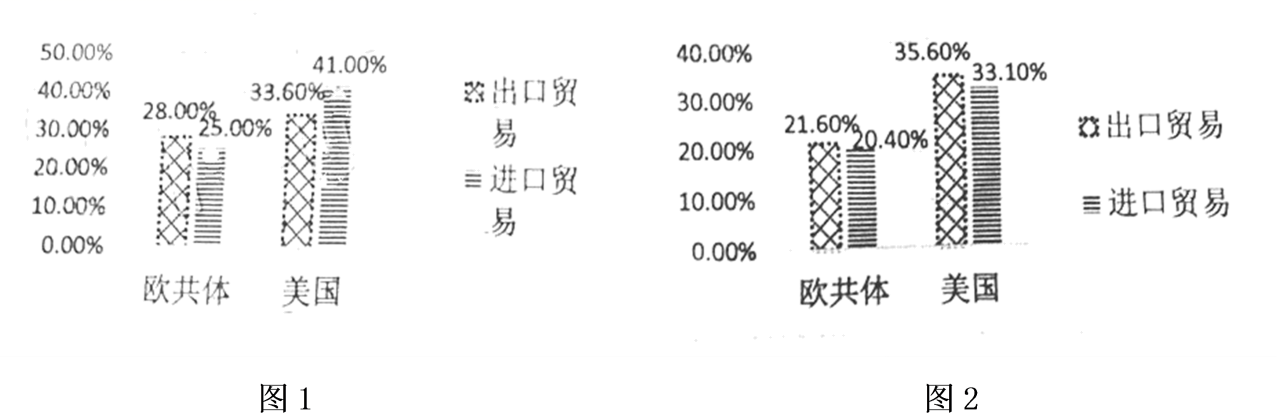 50.00%
40.00%
30.00%
20.00%
10.00%
0.00%
28.00%
25.00%
33.60%
41.00%
欧共体
美国
出口贸
易
进口贸
易
图1
40.00%
30.00%
20.00%
10.00%
0.00%
21.60%
20.40%
35.60%
33.10%
欧共体
美国
出口贸易
进口贸易
图2